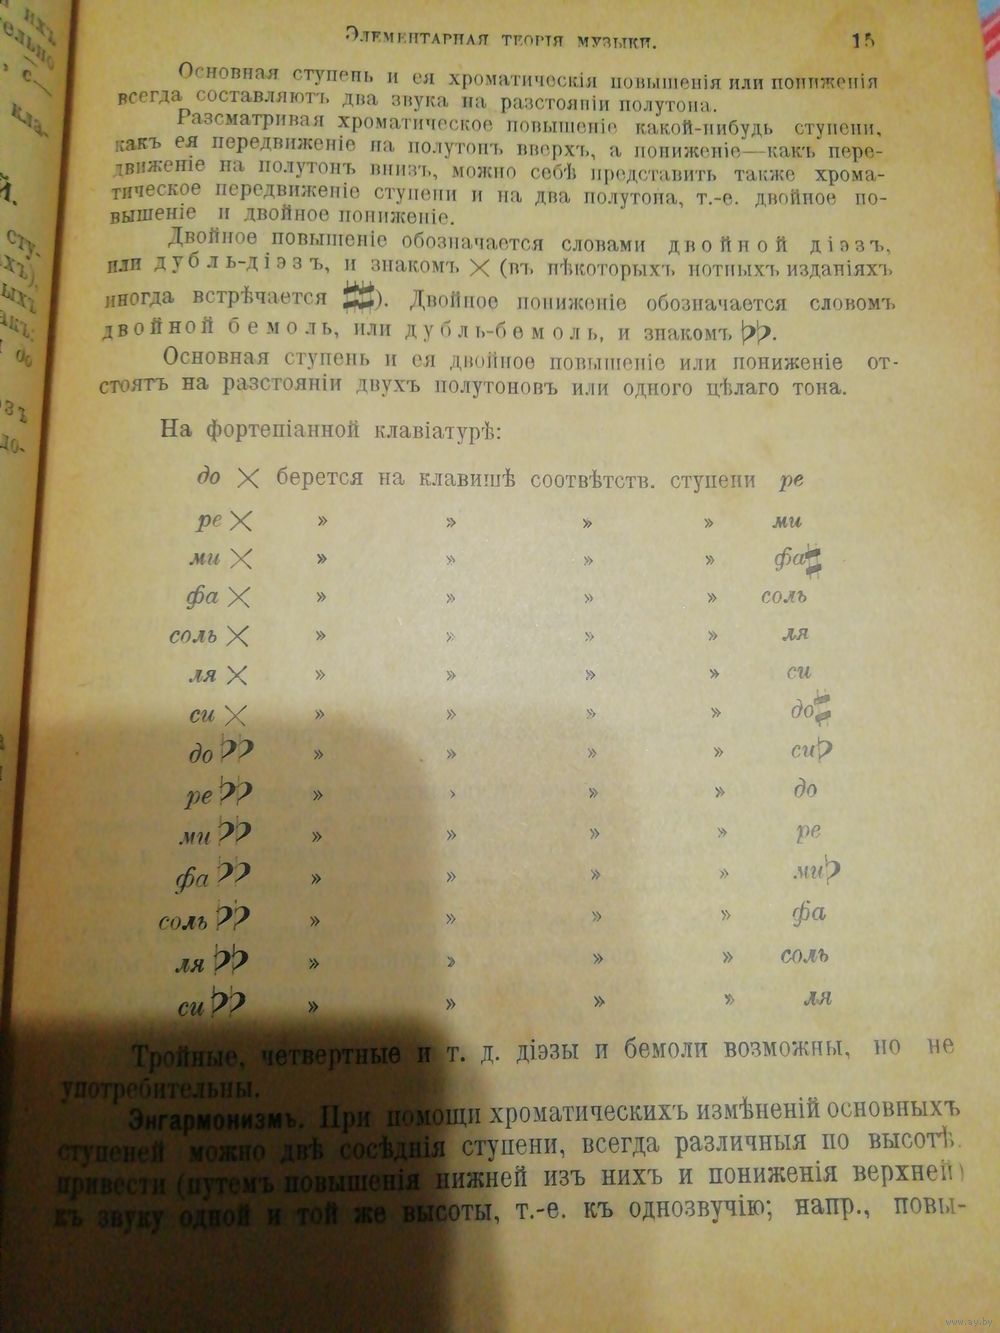 Элементарная теорія музыки. 15
Основная ступень и ея хроматическія повышенія или пониженія
всегда составляютъ два звука на разстояніи полутона.
Разсматривая хроматическое повышеніе какой-нибудь ступени,
какъ ея передвиженіе на полутонъ вверхъ, а пониженіе—какъ пере-
движеніе на полутонъ внизъ, можно себѣ представить также хрома-
тическое передвиженіе ступени и на два полутона, т.-е. двойное по-
вышеніе и двойное пониженіе.
Двойное повышеніе обозначается словами двойной діэзъ,
или дубль-діэзъ, и знакомъ × (въ нѣкоторыхъ нотныхъ изданіяхъ
иногда встрѣчается ♯♯). Двойное пониженіе обозначается словомъ
двойной бемоль, или дубль-бемоль, и знакомъ ♭♭.
Основная ступень и ея двойное повышеніе или пониженіе от-
стоятъ на разстояніи двухъ полутоновъ или одного цѣлаго тона.
На фортепіанной клавіатурѣ:
до × берется на клавишѣ соотвѣтств. ступени ре
ре × » » » » ми
ми × » » » » фа♯
фа × » » » » соль
соль × » » » » ля
ля × » » » » си
си × » » » » до♯
до♭♭ » » » » си♭
ре♭♭ » › » » до
ми♭♭ » » » » ре
фа♭♭ » » » » ми♭
соль♭♭ » » » » фа
ля♭♭ » » » » соль
си♭♭ » » » » ля
Тройные, четвертные и т. д. діэзы и бемоли возможны, но не
употребительны.
Энгармонизмъ. При помощи хроматическихъ измѣненій основныхъ
ступеней можно двѣ сосѣднія ступени, всегда различныя по высотѣ,
привести (путемъ повышенія нижней изъ нихъ и пониженія верхней)
къ звуку одной и той же высоты, т.-е. къ однозвучію; напр., повы-
www.ay.by